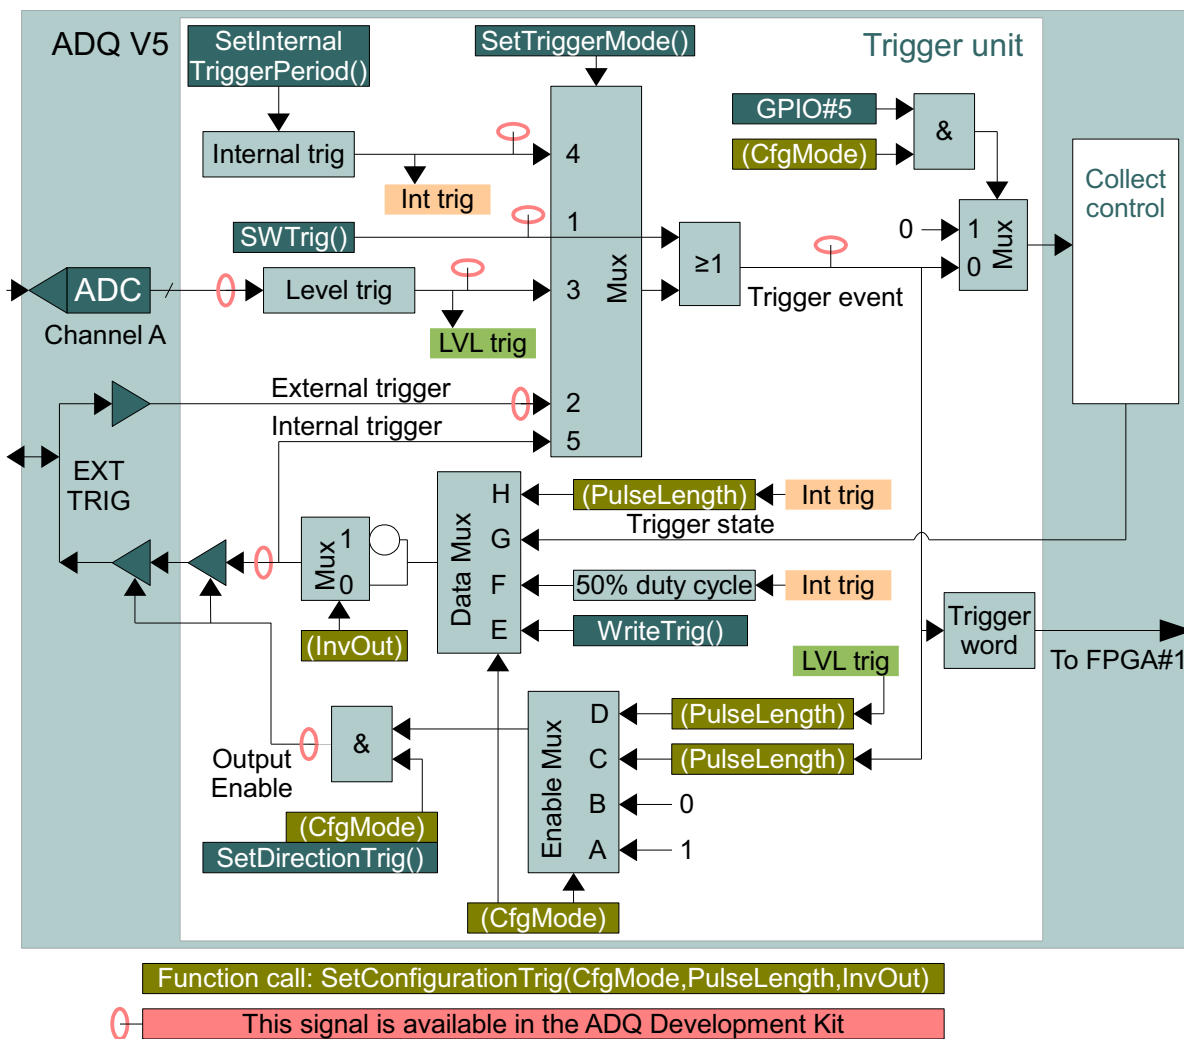 ADQ V5
SetInternal
TriggerPeriod()
SetTriggerMode()
Trigger unit
GPIO#5
(CfgMode)
&
Internal trig
4
Int trig
Collect
control
SWTrig()
1
≥1
0
1
0
Mux
Mux
ADC
Channel A
Level trig
3
Trigger event
LVL trig
External trigger
2
Internal trigger
5
EXT
TRIG
H
(PulseLength)
Int trig
Trigger state
G
Mux
1
0
Data Mux
F
50% duty cycle
Int trig
E
WriteTrig()
(InvOut)
Trigger
word
To FPGA#1
LVL trig
D
(PulseLength)
&
Output
Enable
Enable Mux
C
(PulseLength)
B
0
(CfgMode)
SetDirectionTrig()
A
1
(CfgMode)
Function call: SetConfigurationTrig(CfgMode,PulseLength,InvOut)
This signal is available in the ADQ Development Kit